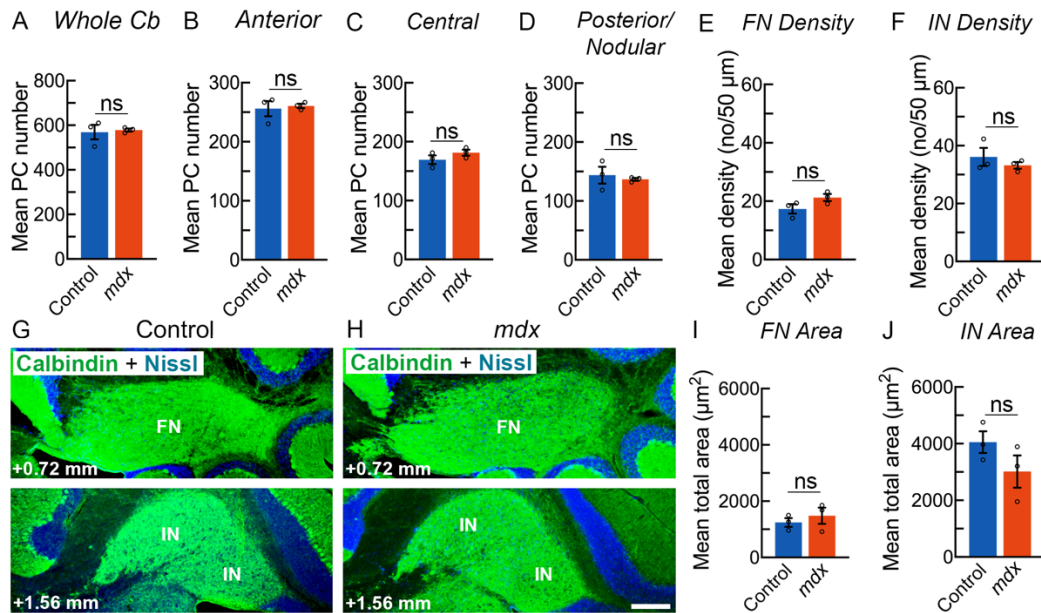 A Whole Cb
Mean PC number
800
600
400
200
0
ns
Control
mdx
B Anterior
Mean PC number
300
200
100
0
ns
Control
mdx
C Central
Mean PC number
300
200
100
0
ns
Control
mdx
D Posterior/
Nodular
Mean PC number
300
200
100
0
ns
Control
mdx
E FN Density
Mean density (no/50 µm)
60
40
20
0
ns
Control
mdx
F IN Density
Mean density (no/50 µm)
60
40
20
0
ns
Control
mdx
G Control
Calbindin + Nissl
FN
+0.72 mm
IN
IN
+1.56 mm
H mdx
Calbindin + Nissl
FN
+0.72 mm
IN
IN
+1.56 mm
I FN Area
Mean total area (µm²)
6000
4000
2000
0
ns
Control
mdx
J IN Area
Mean total area (µm²)
6000
4000
2000
0
ns
Control
mdx